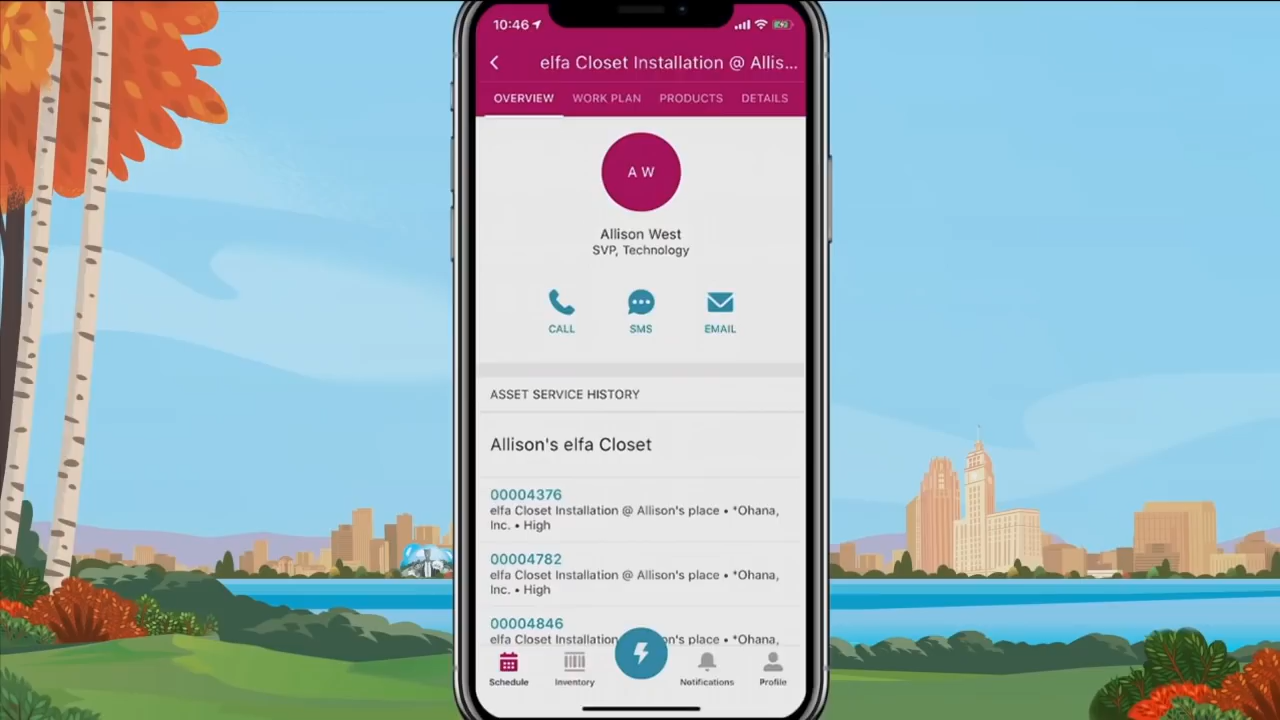 10:46
elfa Closet Installation @ Allis...
OVERVIEW WORK PLAN PRODUCTS DETAILS
A W
Allison West
SVP, Technology
CALL SMS EMAIL
ASSET SERVICE HISTORY
Allison's elfa Closet
00004376
elfa Closet Installation @ Allison's place • *Ohana,
Inc. • High
00004782
elfa Closet Installation @ Allison's place • *Ohana,
Inc. • High
00004846
elfa Closet Installation on's place • *Ohana,
Schedule Inventory Notifications Profile